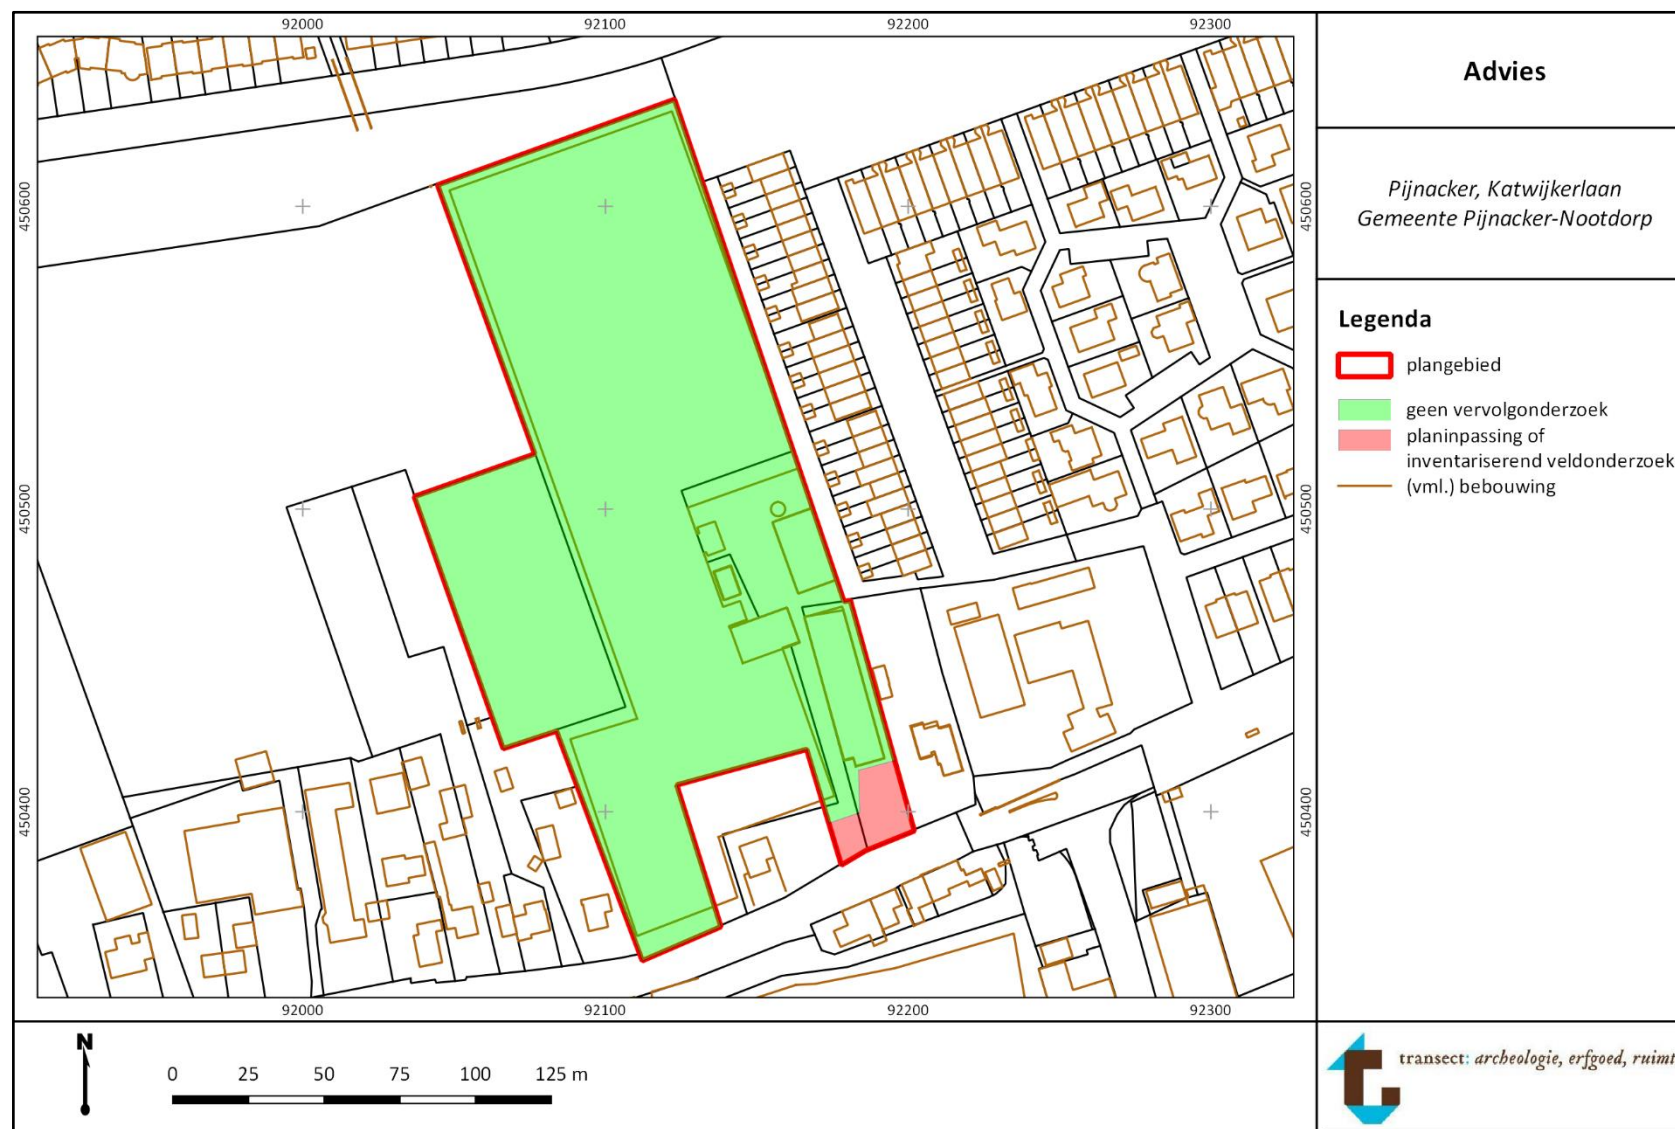 92000 92100 92200 92300
450600 450600
450500 450500
450400 450400
92000 92100 92200 92300
N
0 25 50 75 100 125 m
Advies
Pijnacker, Katwijkerlaan
Gemeente Pijnacker-Nootdorp
Legenda
plangebied
geen vervolgonderzoek
planinpassing of
inventariserend veldonderzoek
(vml.) bebouwing
transect: archeologie, erfgoed, ruimt